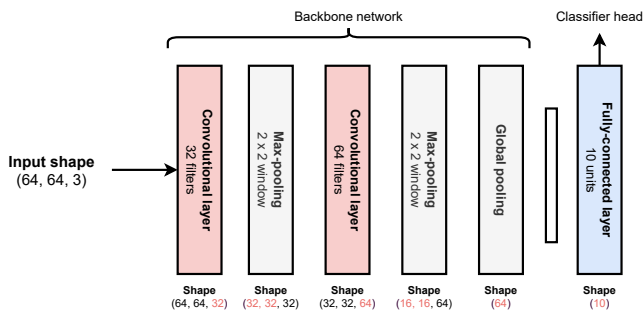 Backbone network
Classifier head
Input shape
(64, 64, 3)
Convolutional layer
32 filters
Max-pooling
2 x 2 window
Convolutional layer
64 filters
Max-pooling
2 x 2 window
Global pooling
Fully-connected layer
10 units
Shape
(64, 64, 32)
Shape
(32, 32, 32)
Shape
(32, 32, 64)
Shape
(16, 16, 64)
Shape
(64)
Shape
(10)